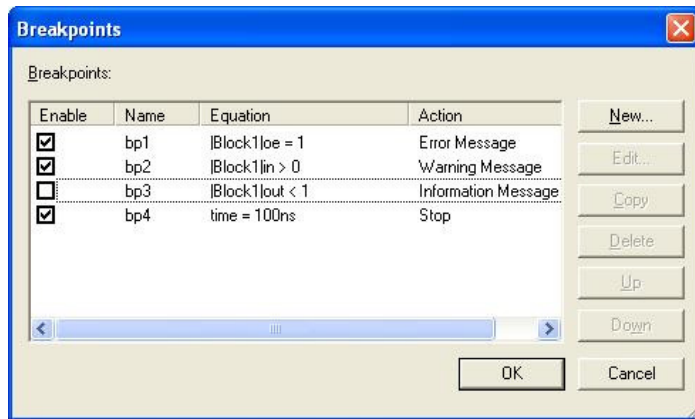 Breakpoints
Breakpoints:
Enable Name Equation Action
bp1 |Block1|oe = 1 Error Message
bp2 |Block1|in > 0 Warning Message
bp3 |Block1|out < 1 Information Message
bp4 time = 100ns Stop
New...
Edit...
Copy
Delete
Up
Down
OK Cancel